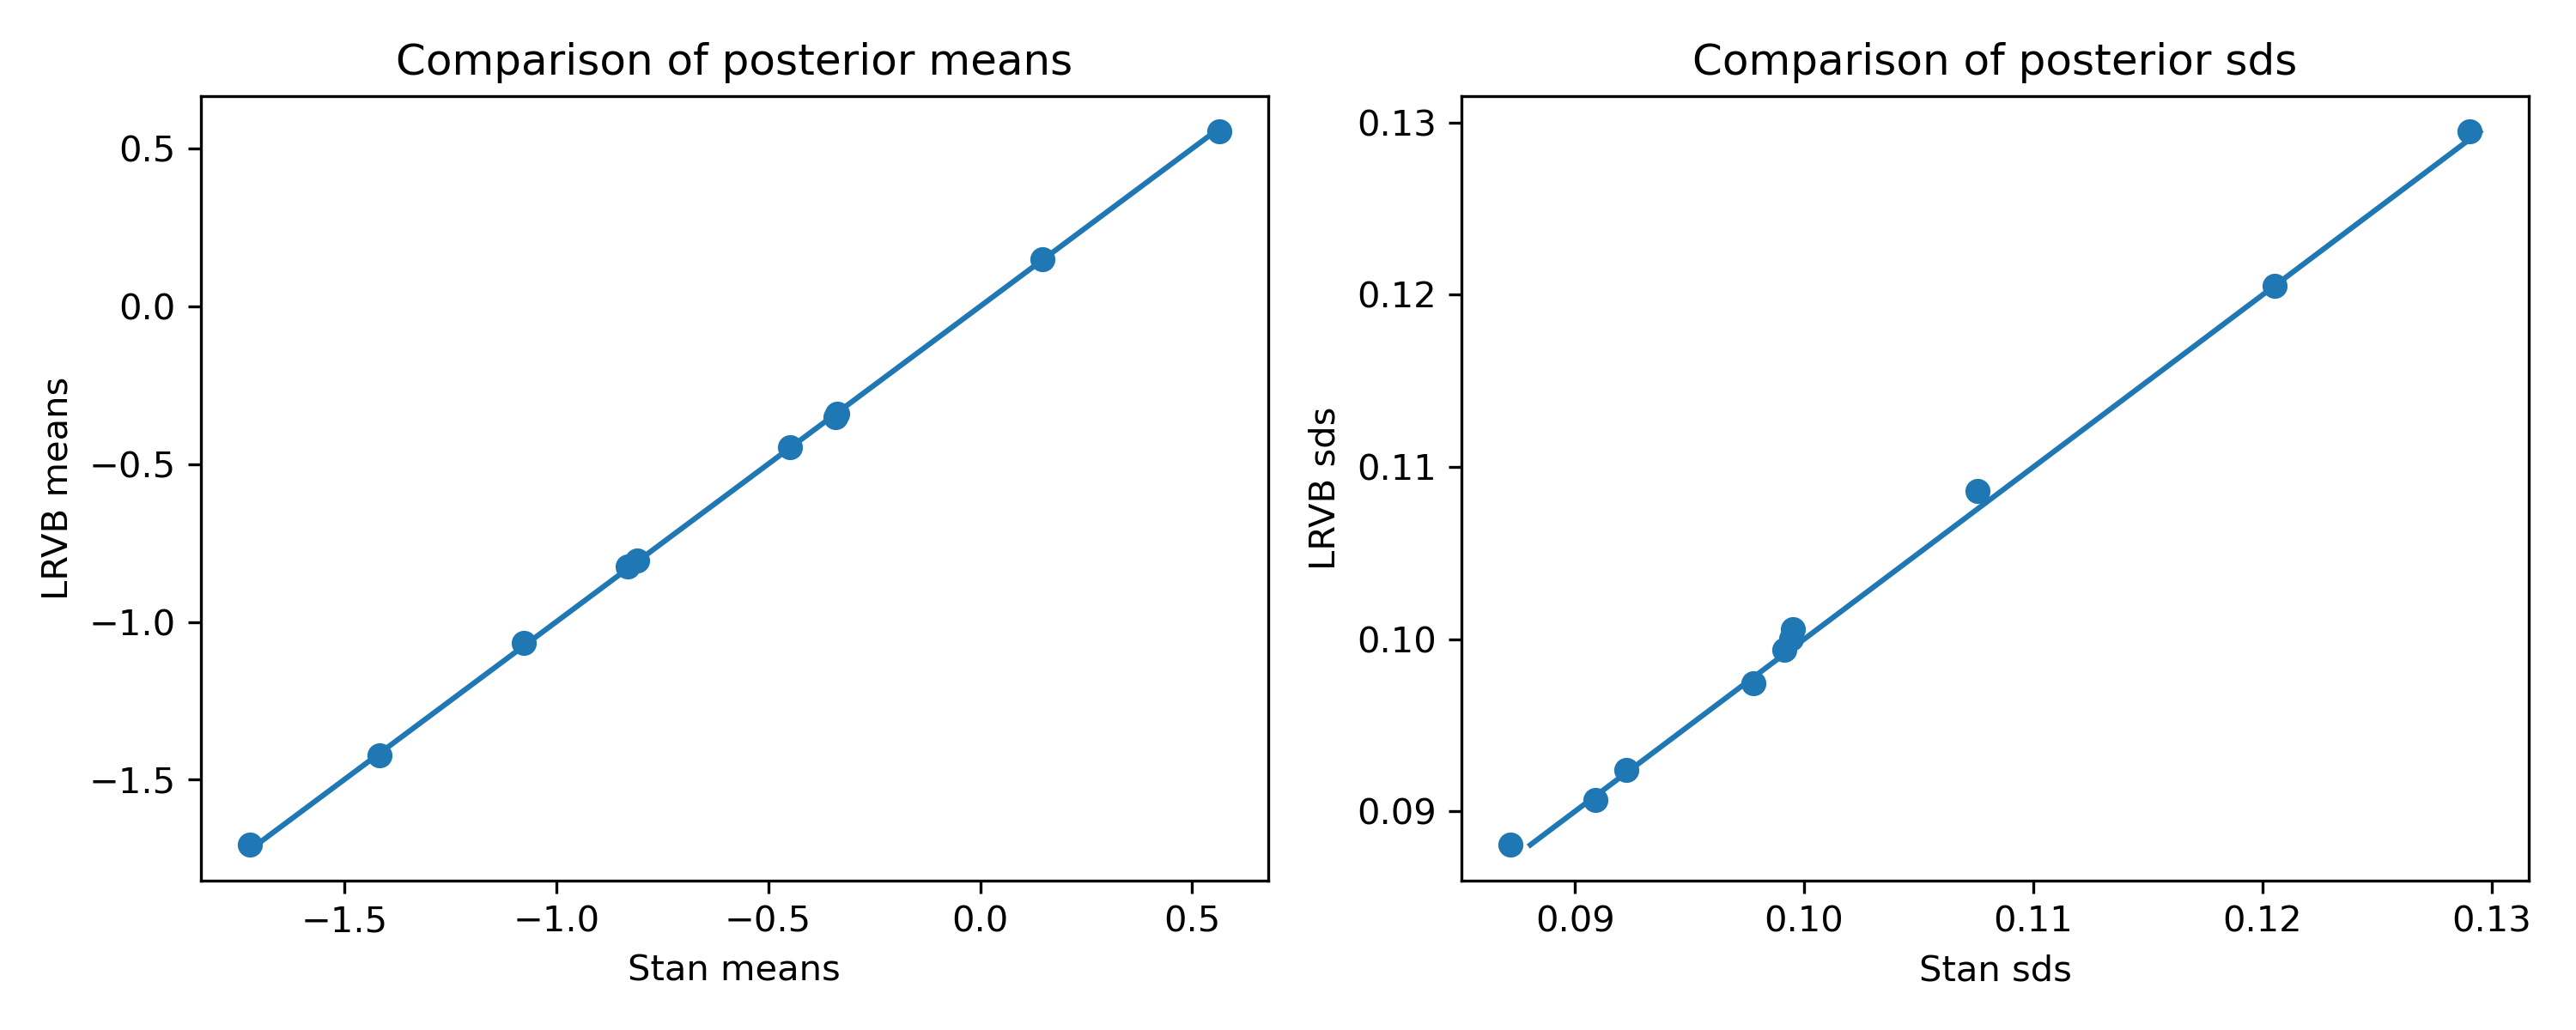 Comparison of posterior means
0.5
0.0
−0.5
−1.0
−1.5
LRVB means
−1.5 −1.0 −0.5 0.0 0.5
Stan means
Comparison of posterior sds
0.13
0.12
0.11
0.10
0.09
LRVB sds
0.09 0.10 0.11 0.12 0.13
Stan sds